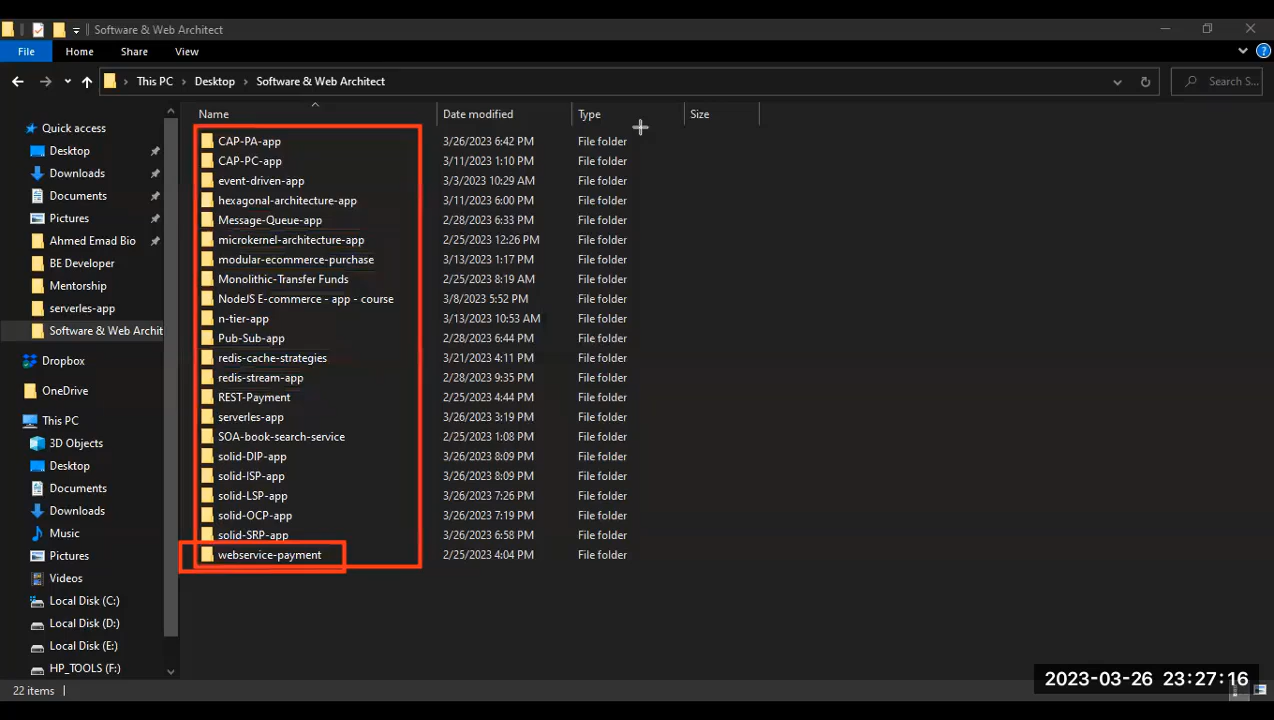 Software & Web Architect
File Home Share View
This PC Desktop Software & Web Architect Search S...
Name Date modified Type Size
Quick access
Desktop
Downloads
Documents
Pictures
Ahmed Emad Bio
BE Developer
Mentorship
serverles-app
Software & Web Archit
Dropbox
OneDrive
This PC
3D Objects
Desktop
Documents
Downloads
Music
Pictures
Videos
Local Disk (C:)
Local Disk (D:)
Local Disk (E:)
HP_TOOLS (F:)
CAP-PA-app 3/26/2023 6:42 PM File folder
CAP-PC-app 3/11/2023 1:10 PM File folder
event-driven-app 3/3/2023 10:29 AM File folder
hexagonal-architecture-app 3/11/2023 6:00 PM File folder
Message-Queue-app 2/28/2023 6:33 PM File folder
microkernel-architecture-app 2/25/2023 12:26 PM File folder
modular-ecommerce-purchase 3/13/2023 1:17 PM File folder
Monolithic-Transfer Funds 2/25/2023 8:19 AM File folder
NodeJS E-commerce - app - course 3/8/2023 5:52 PM File folder
n-tier-app 3/13/2023 10:53 AM File folder
Pub-Sub-app 2/28/2023 6:44 PM File folder
redis-cache-strategies 3/21/2023 4:11 PM File folder
redis-stream-app 2/28/2023 9:35 PM File folder
REST-Payment 2/25/2023 4:44 PM File folder
serverles-app 3/26/2023 3:19 PM File folder
SOA-book-search-service 2/25/2023 1:08 PM File folder
solid-DIP-app 3/26/2023 8:09 PM File folder
solid-ISP-app 3/26/2023 8:09 PM File folder
solid-LSP-app 3/26/2023 7:26 PM File folder
solid-OCP-app 3/26/2023 7:19 PM File folder
solid-SRP-app 3/26/2023 6:58 PM File folder
webservice-payment 2/25/2023 4:04 PM File folder
22 items
2023-03-26 23:27:16